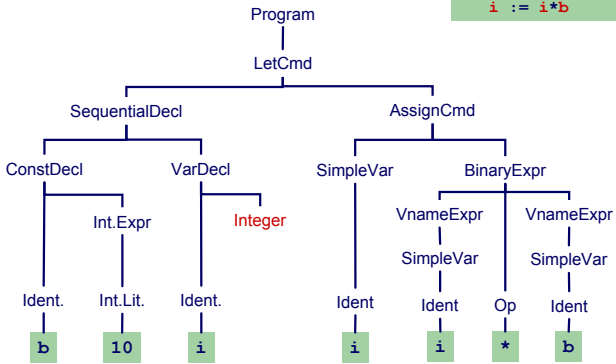 i := i*b
Program
LetCmd
SequentialDecl AssignCmd
ConstDecl VarDecl SimpleVar BinaryExpr
Int.Expr Integer VnameExpr VnameExpr
SimpleVar SimpleVar
Ident. Int.Lit. Ident. Ident Ident Op Ident
b 10 i i i * b